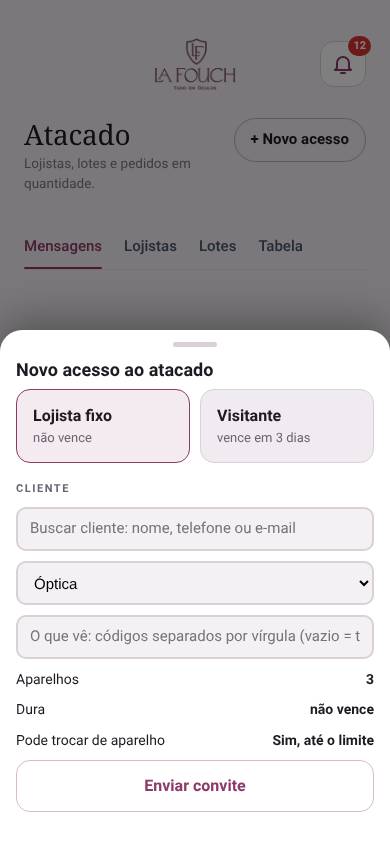 12
LA FOUCH
TUDO EM ÓCULOS
Atacado
+ Novo acesso
Lojistas, lotes e pedidos em
quantidade.
Mensagens Lojistas Lotes Tabela
Novo acesso ao atacado
Lojista fixo Visitante
não vence vence em 3 dias
CLIENTE
Buscar cliente: nome, telefone ou e-mail
Óptica
O que vê: códigos separados por vírgula (vazio = t
Aparelhos 3
Dura não vence
Pode trocar de aparelho Sim, até o limite
Enviar convite